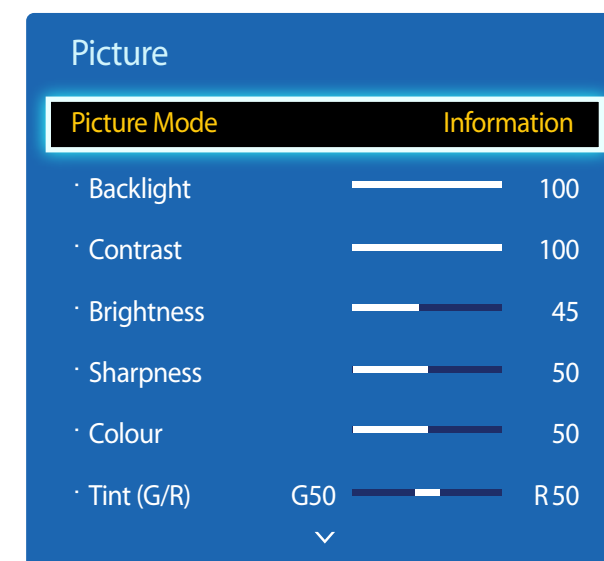 Picture
Picture Mode Information
· Backlight 100
· Contrast 100
· Brightness 45
· Sharpness 50
· Colour 50
· Tint (G/R) G50 R50